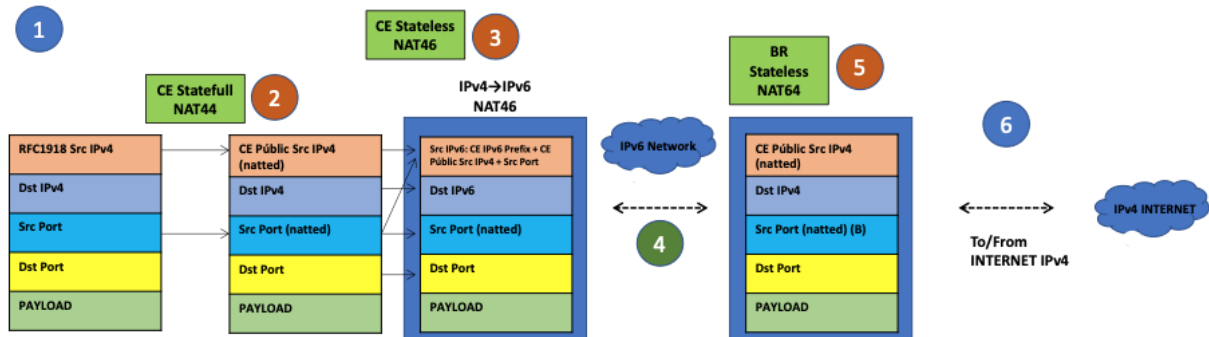 1
CE Statefull
NAT44
2
CE Stateless
NAT46
3
IPv4→IPv6
NAT46
BR
Stateless
NAT64
5
6
RFC1918 Src IPv4
Dst IPv4
Src Port
Dst Port
PAYLOAD
CE Públic Src IPv4
(natted)
Dst IPv4
Src Port (natted)
Dst Port
PAYLOAD
Src IPv6: CE IPv6 Prefix + CE
Públic Src IPv4 + Src Port
Dst IPv6
Src Port (natted)
Dst Port
PAYLOAD
IPv6 Network
4
CE Públic Src IPv4
(natted)
Dst IPv4
Src Port (natted) (B)
Dst Port
PAYLOAD
To/From
INTERNET IPv4
IPv4 INTERNET